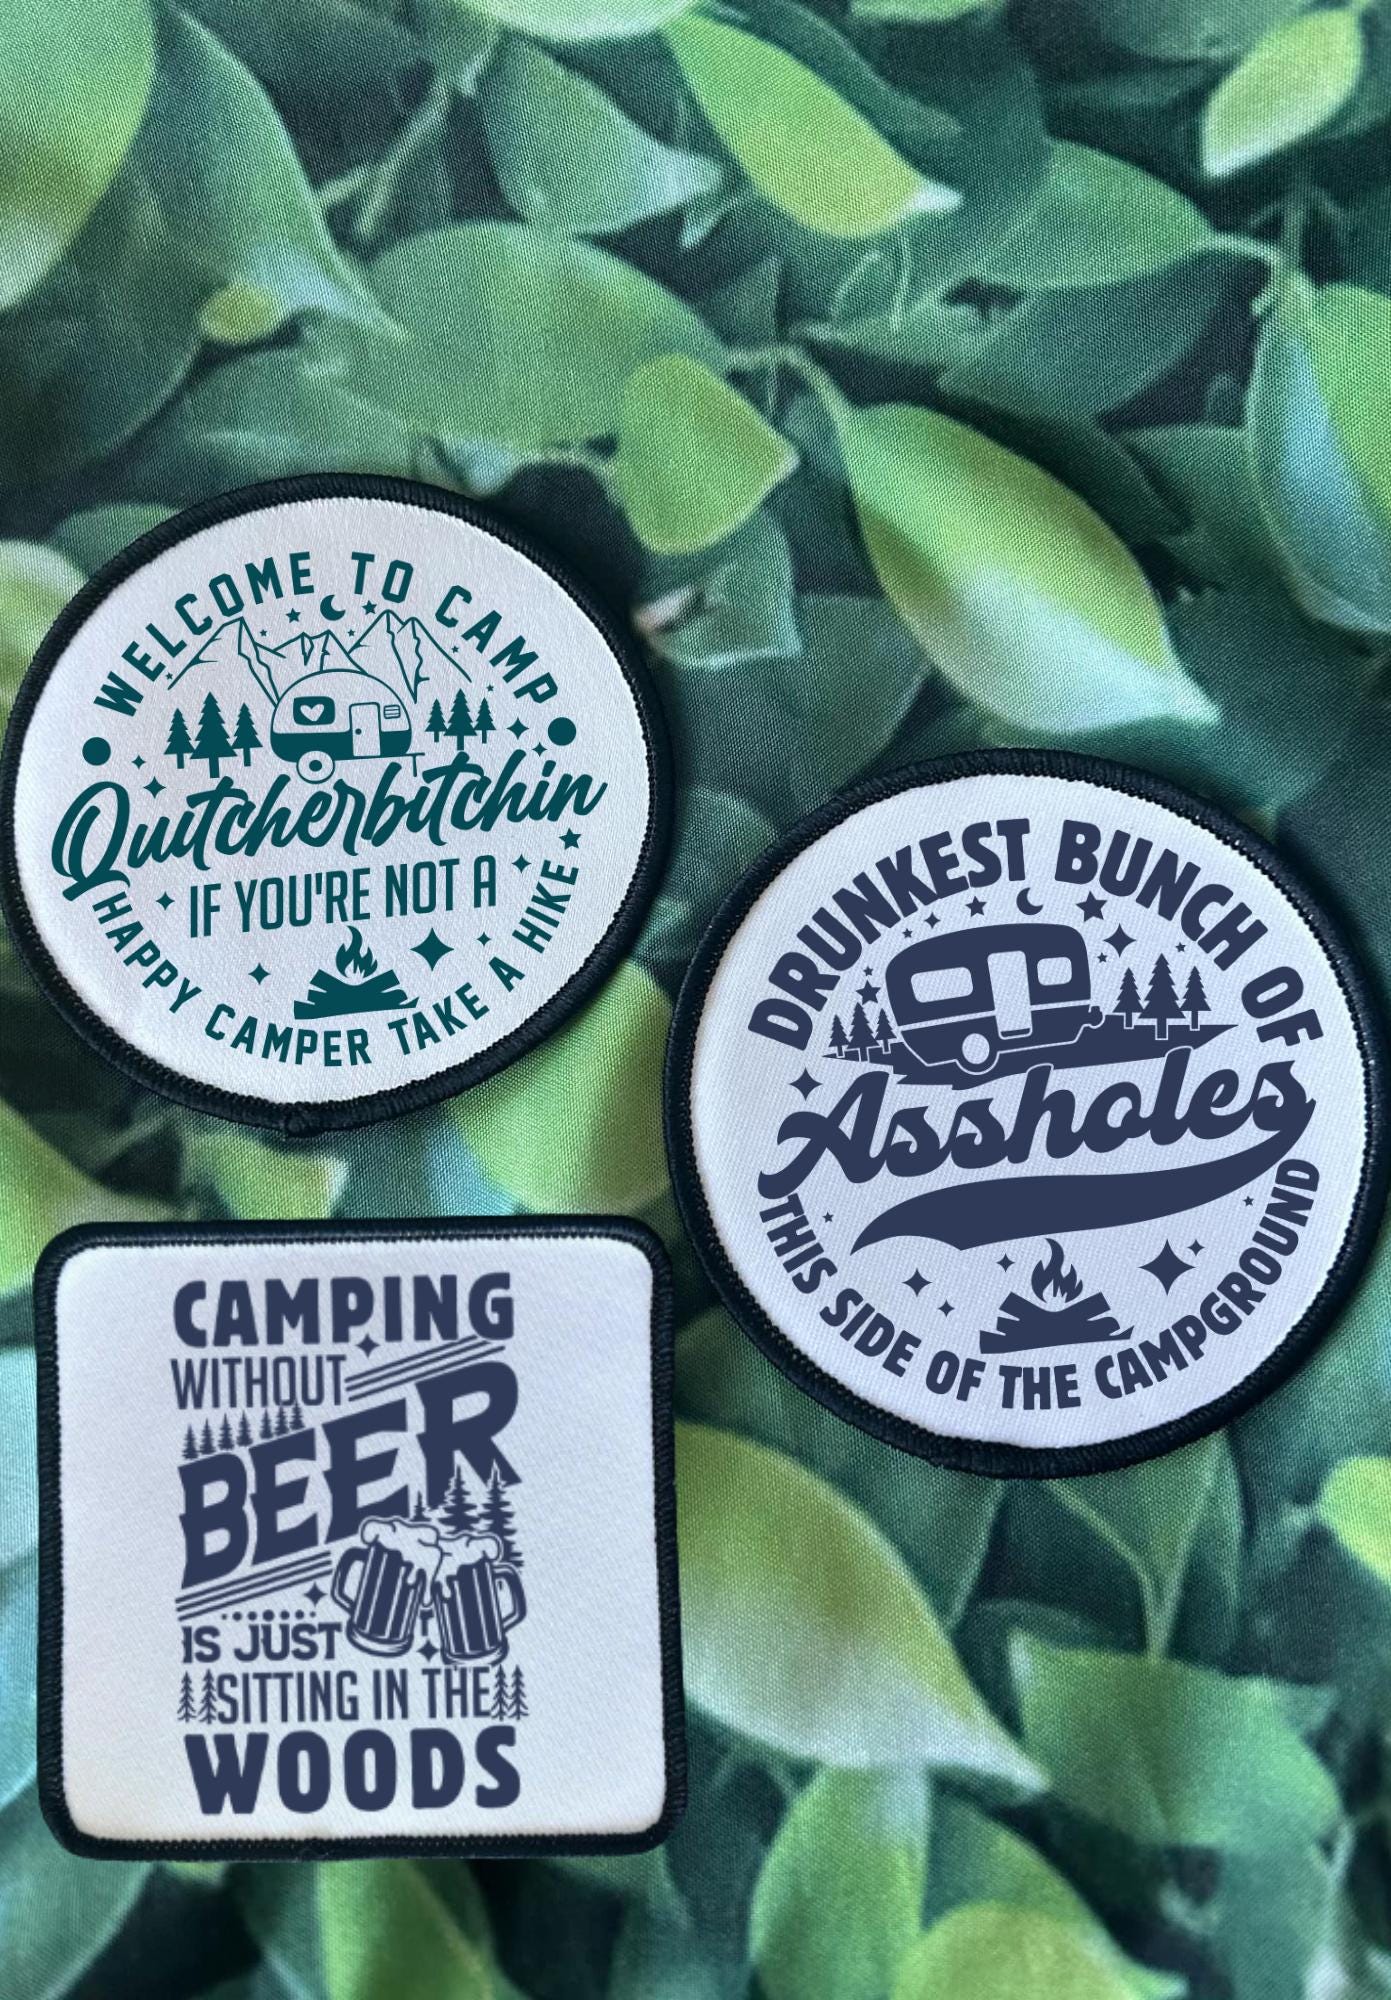 WELCOME TO CAMP
Quitcherbitchin
IF YOU'RE NOT A
HAPPY CAMPER TAKE A HIKE
DRUNKEST BUNCH OF
Assholes
THIS SIDE OF THE CAMPGROUND
CAMPING
WITHOUT
BEER
IS JUST
SITTING IN THE
WOODS